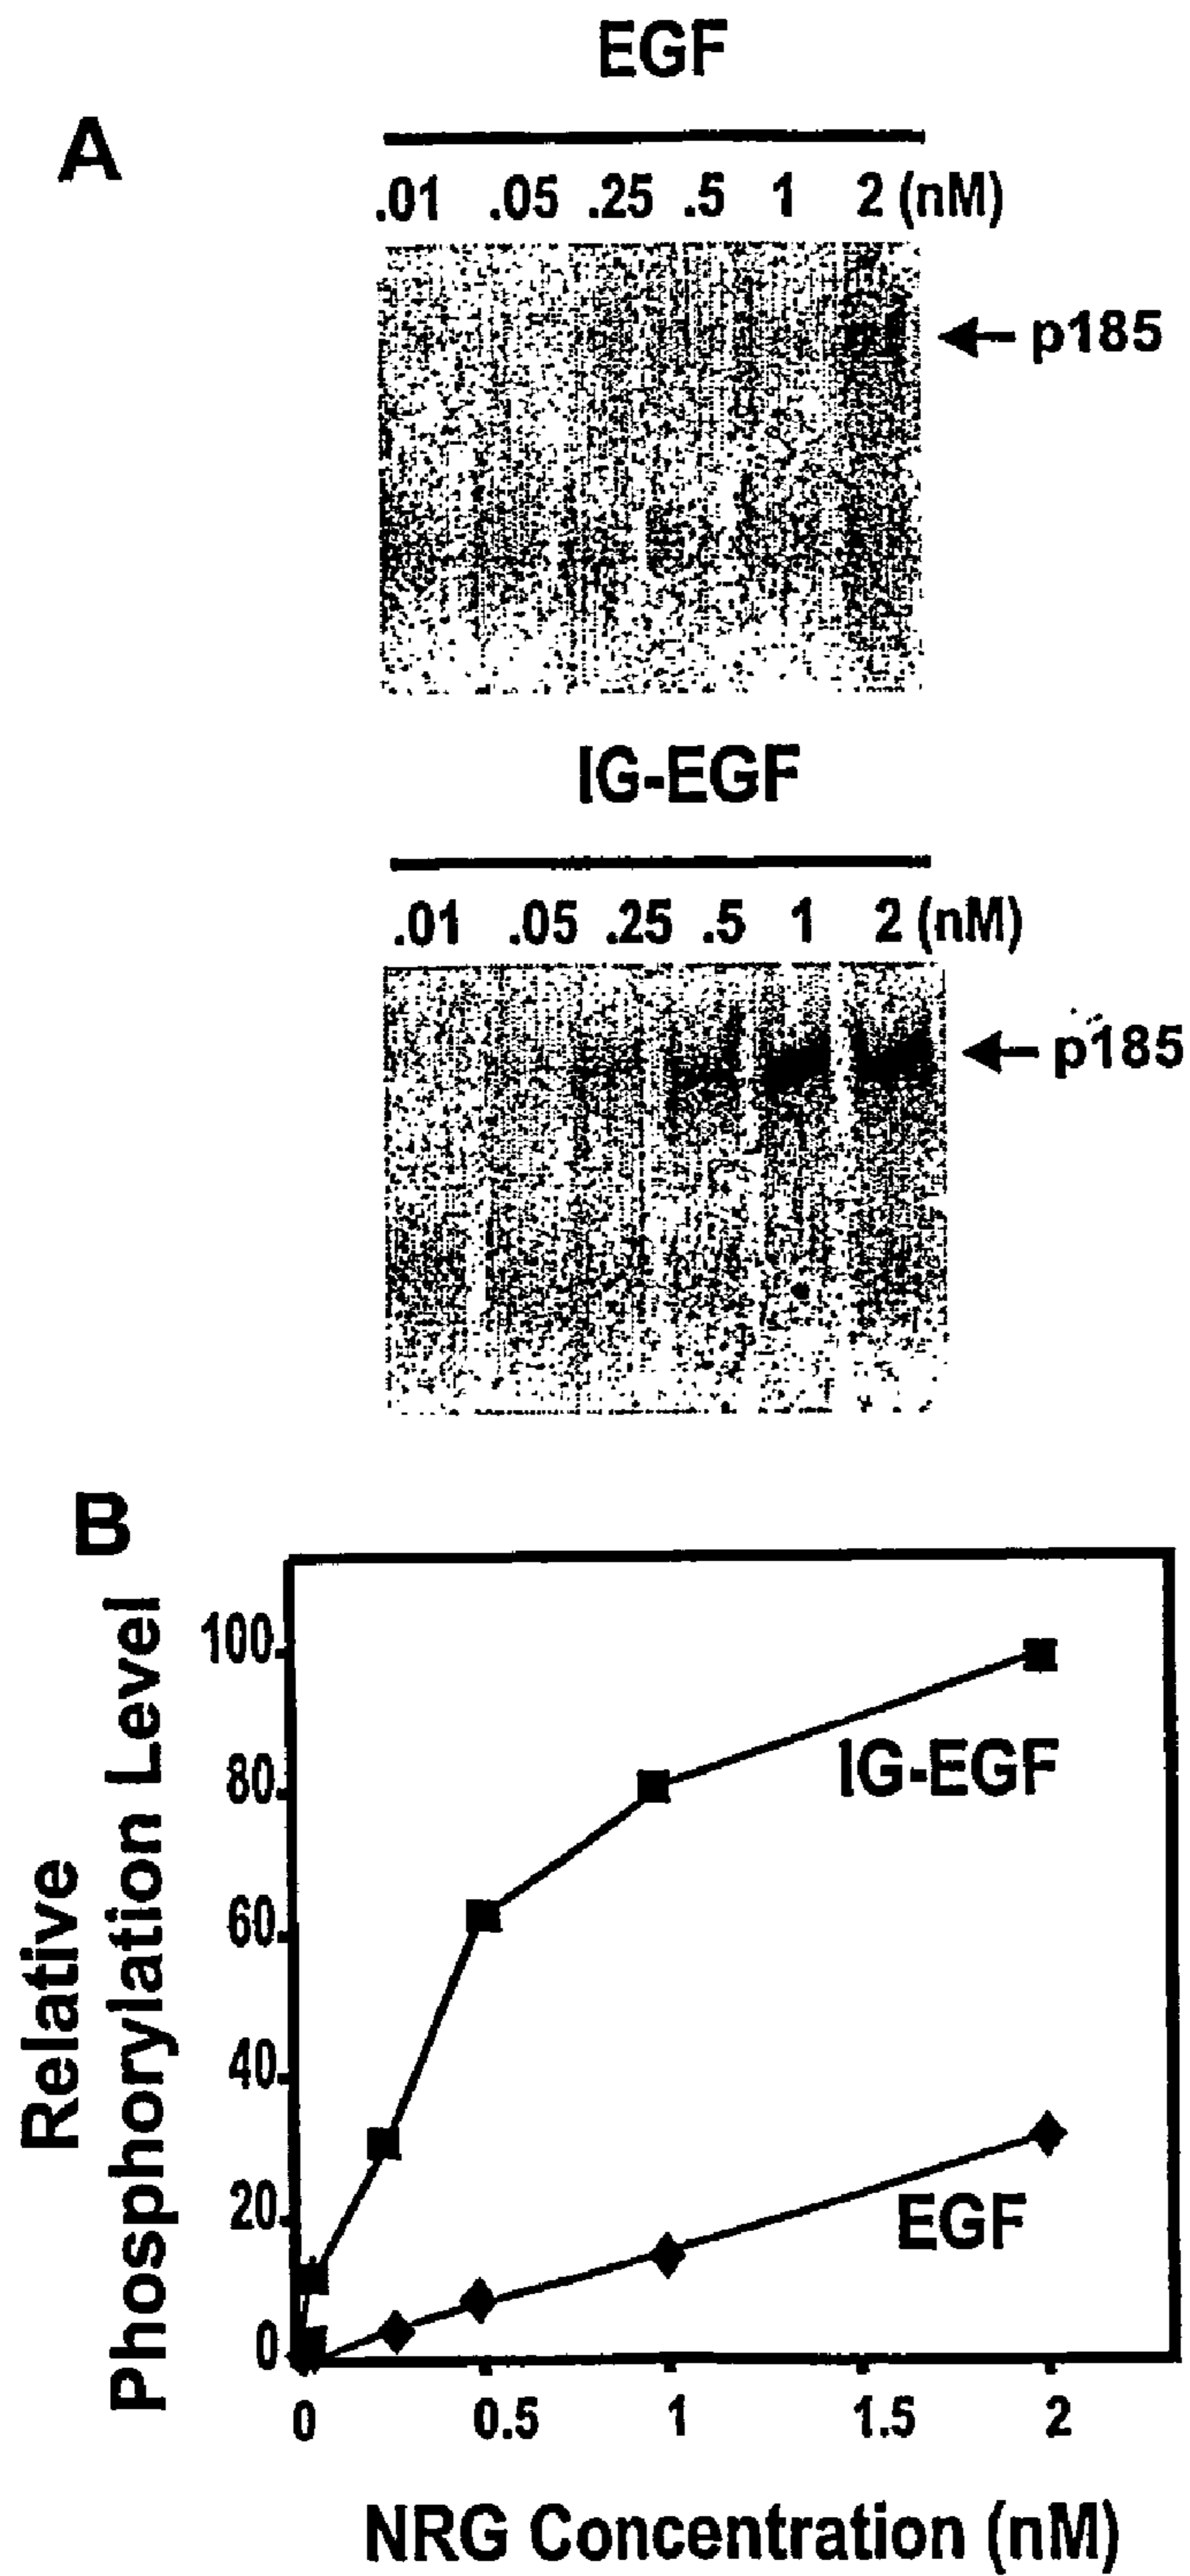 EGF
A
.01 .05 .25 .5 1 2 (nM)
p185
IG-EGF
.01 .05 .25 .5 1 2 (nM)
p185
B
Relative
Phosphorylation Level
100
80
60
40
20
0
IG-EGF
EGF
0 0.5 1 1.5 2
NRG Concentration (nM)